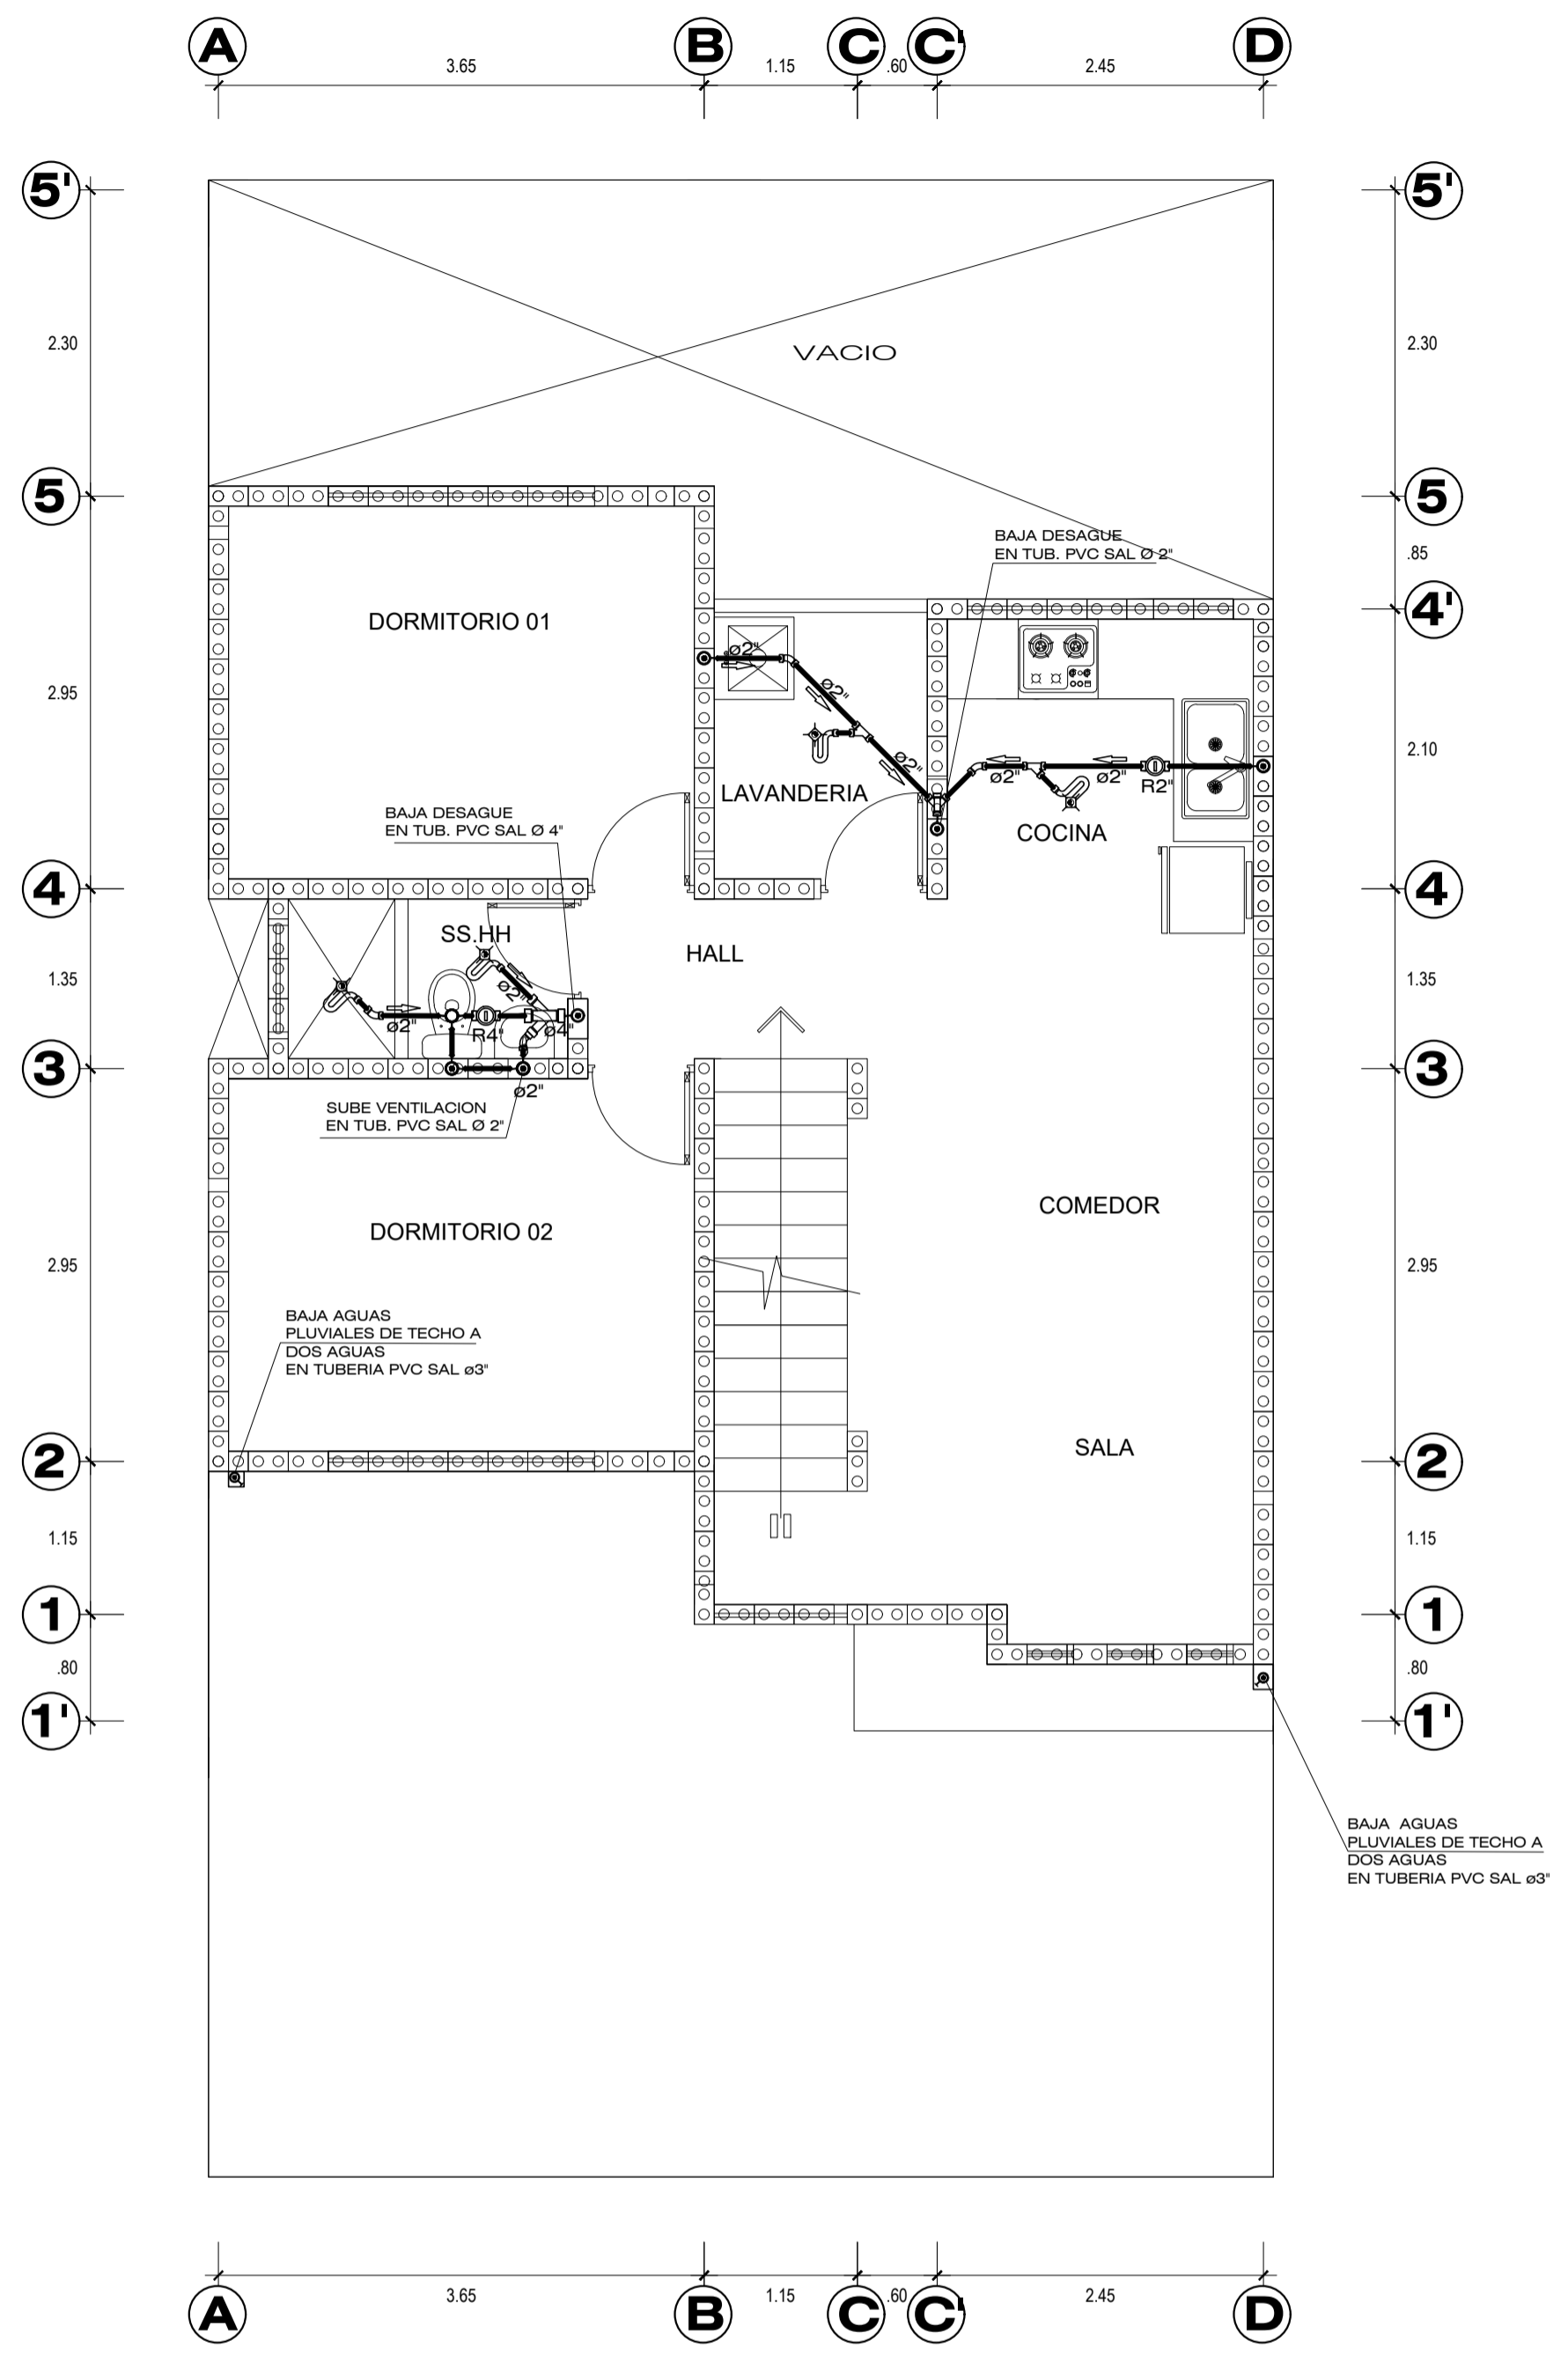 A B C C' D
3.65 1.15 .60 2.45
5' 5'
2.30 VACIO 2.30
5 5
BAJA DESAGUE
EN TUB. PVC SAL Ø 2"
.85
4'
DORMITORIO 01
ø2"
ø2"
2.95
2.10
ø2"
ø2" ø2" R2"
LAVANDERIA
COCINA
BAJA DESAGUE
EN TUB. PVC SAL Ø 4"
4 4
SS.HH
HALL
1.35 1.35
ø2"
ø2" R4" ø4"
3 3
ø2"
SUBE VENTILACION
EN TUB. PVC SAL Ø 2"
COMEDOR
DORMITORIO 02
2.95 2.95
BAJA AGUAS
PLUVIALES DE TECHO A
DOS AGUAS
EN TUBERIA PVC SAL ø3"
SALA
2 2
1.15 1.15
1 1
.80 .80
1' 1'
BAJA AGUAS
PLUVIALES DE TECHO A
DOS AGUAS
EN TUBERIA PVC SAL ø3"
3.65 1.15 .60 2.45
A B C C' D